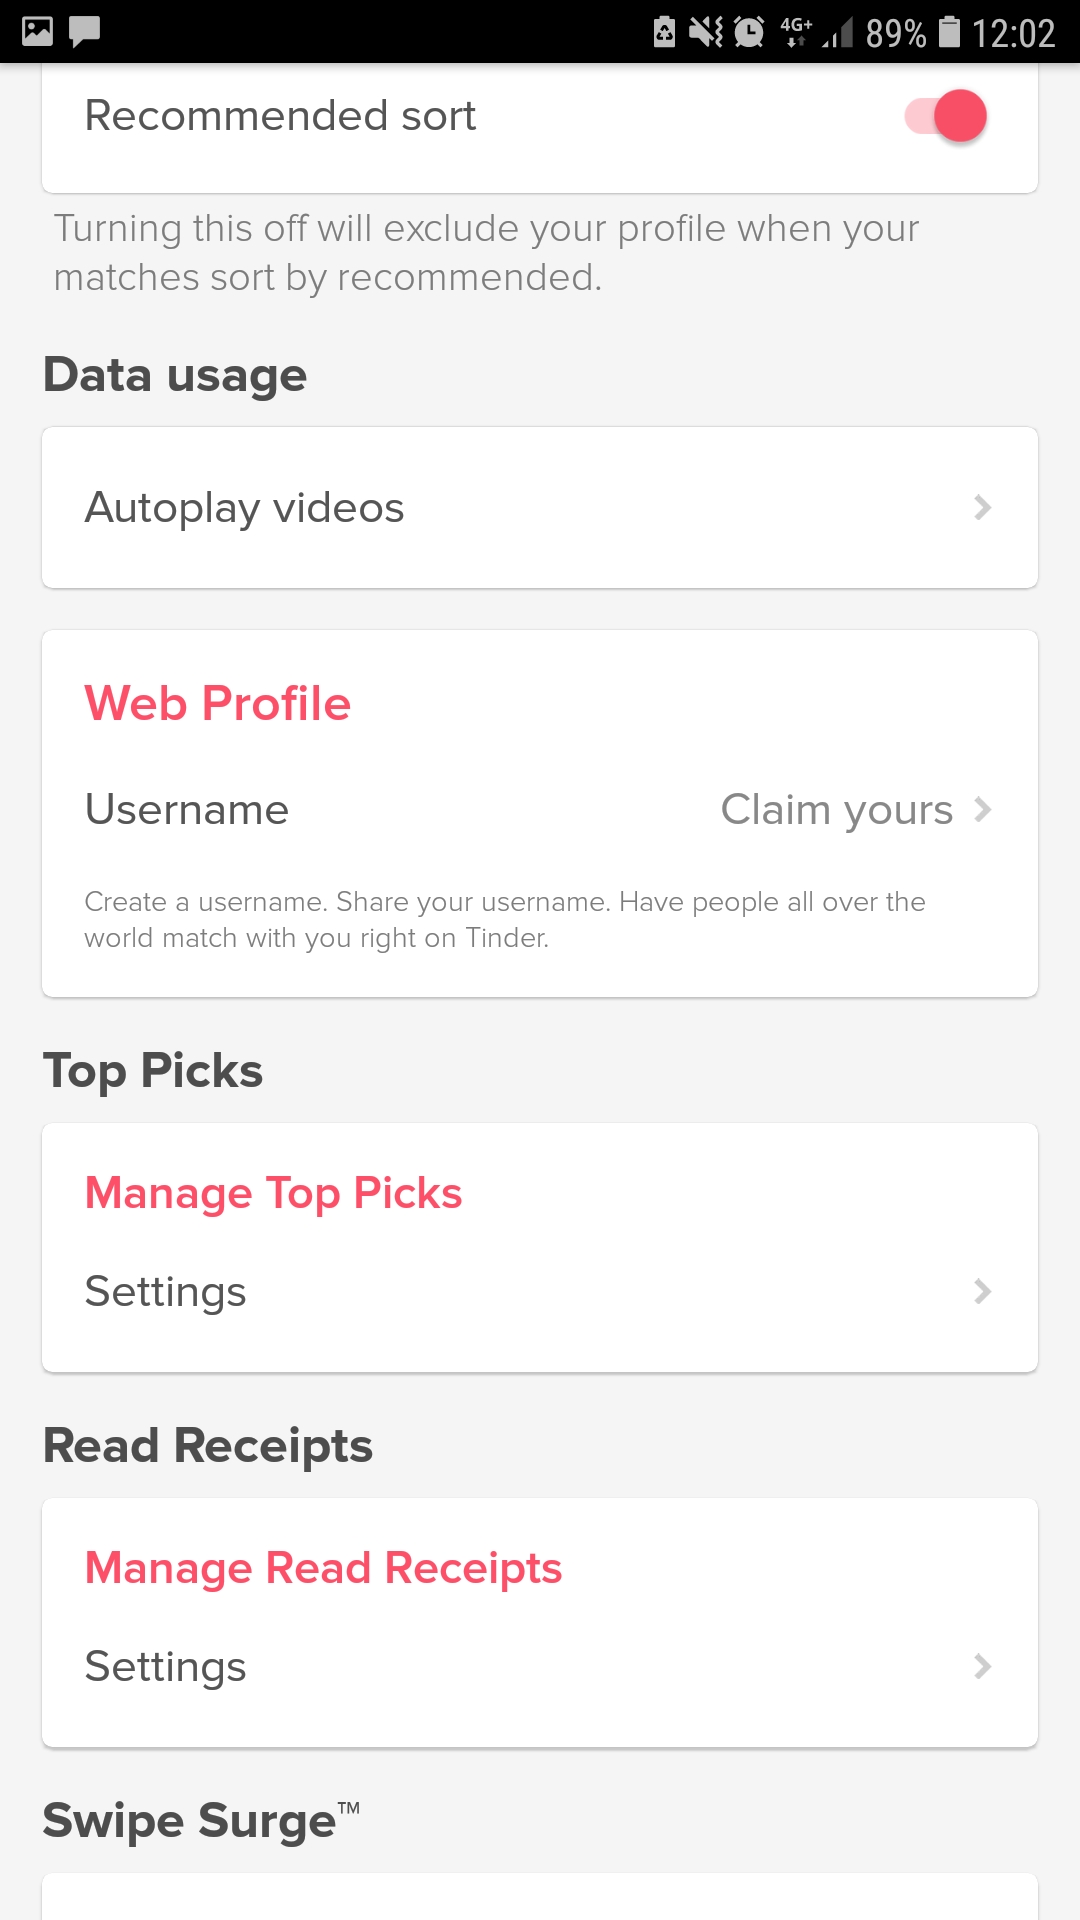 4G+ 89% 12:02
Recommended sort
Turning this off will exclude your profile when your
matches sort by recommended.
Data usage
Autoplay videos
Web Profile
Username Claim yours
Create a username. Share your username. Have people all over the
world match with you right on Tinder.
Top Picks
Manage Top Picks
Settings
Read Receipts
Manage Read Receipts
Settings
Swipe Surge™